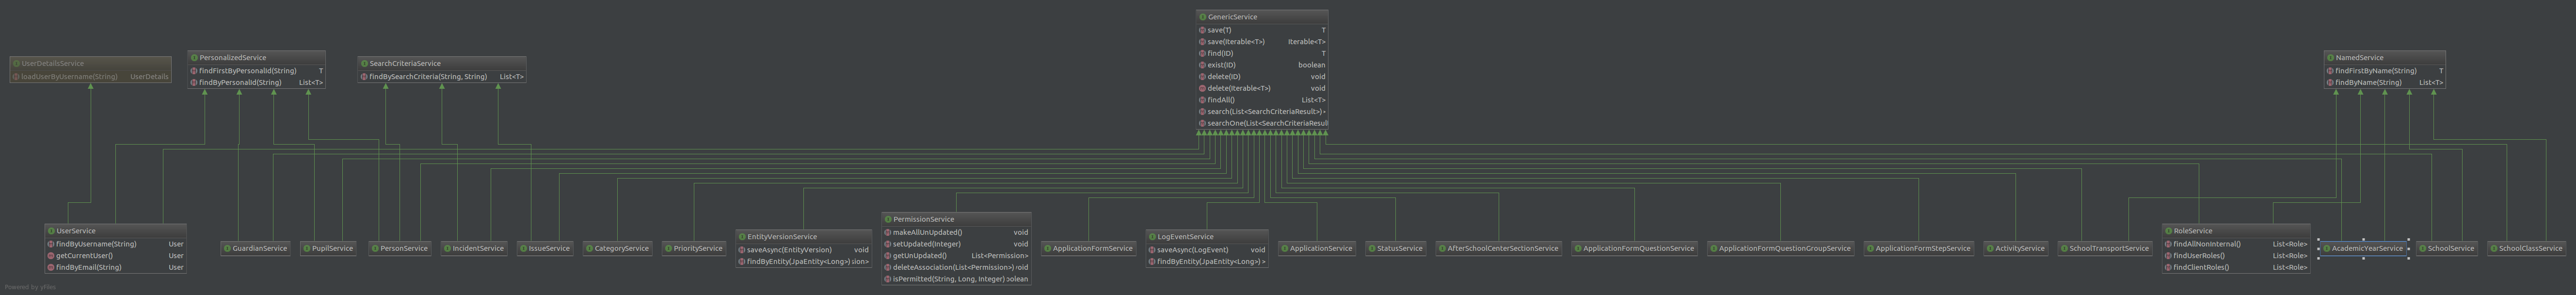 GenericService
save(T) T
save(Iterable<T>) Iterable<T>
find(ID) T
exist(ID) boolean
delete(ID) void
delete(Iterable<T>) void
findAll() List<T>
search(List<SearchCriteriaResult>)
searchOne(List<SearchCriteriaResul
UserDetailsService
loadUserByUsername(String) UserDetails
PersonalizedService
findFirstByPersonalId(String) T
findByPersonalId(String) List<T>
SearchCriteriaService
findBySearchCriteria(String, String) List<T>
NamedService
findFirstByName(String) T
findByName(String) List<T>
UserService
findByUsername(String) User
getCurrentUser() User
findByEmail(String) User
GuardianService
PupilService
PersonService
IncidentService
IssueService
CategoryService
PriorityService
EntityVersionService
saveAsync(EntityVersion) void
findByEntity(JpaEntity<Long>) sion>
PermissionService
makeAllUnUpdated() void
setUpdated(Integer) void
getUnUpdated() List<Permission>
deleteAssociation(List<Permission>) void
isPermitted(String, Long, Integer) boolean
ApplicationFormService
LogEventService
saveAsync(LogEvent) void
findByEntity(JpaEntity<Long>) >
ApplicationService
StatusService
AfterSchoolCenterSectionService
ApplicationFormQuestionService
ApplicationFormQuestionGroupService
ApplicationFormStepService
ActivityService
SchoolTransportService
RoleService
findAllNonInternal() List<Role>
findUserRoles() List<Role>
findClientRoles() List<Role>
AcademicYearService
SchoolService
SchoolClassService
Powered by yFiles